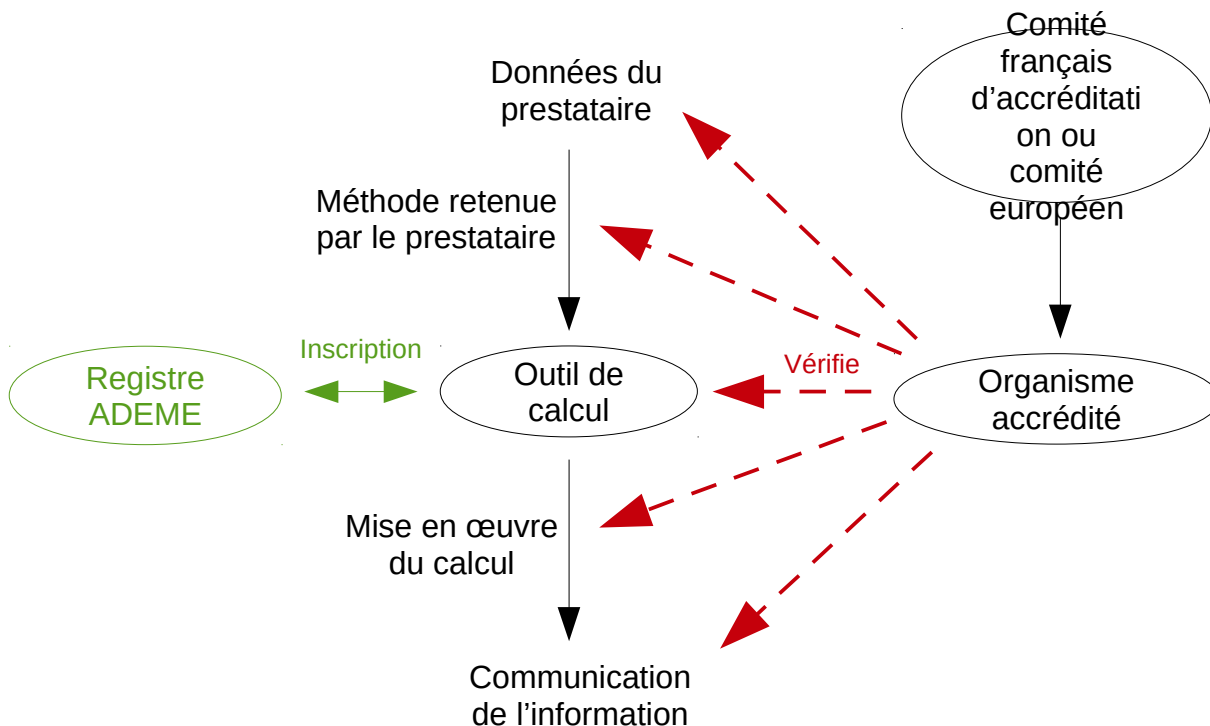 Comité
français
d’accréditati
on ou
comité
européen
Données du
prestataire
Méthode retenue
par le prestataire
Inscription
Registre
ADEME
Outil de
calcul
Vérifie
Organisme
accrédité
Mise en œuvre
du calcul
Communication
de l’information